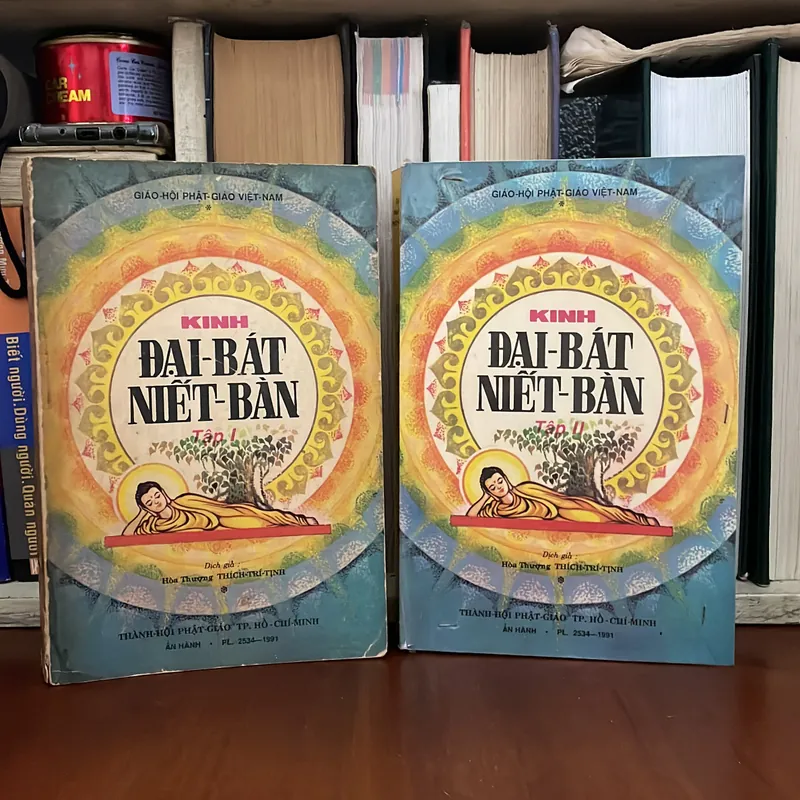 CAR
CREAM
Biết người, Dùng người, Quan người
GIÁO-HỘI PHẬT-GIÁO VIỆT-NAM
*
KINH
ĐẠI-BÁT
NIẾT-BÀN
Tập I
Dịch giả :
Hòa Thượng THÍCH-TRÍ-TỊNH
*
THÀNH-HỘI PHẬT-GIÁO TP. HỒ-CHÍ-MINH
ẤN HÀNH • PL. 2534—1991
GIÁO-HỘI PHẬT-GIÁO VIỆT-NAM
*
KINH
ĐẠI-BÁT
NIẾT-BÀN
Tập II
Dịch giả :
Hòa Thượng THÍCH-TRÍ-TỊNH
*
THÀNH-HỘI PHẬT-GIÁO TP. HỒ-CHÍ-MINH
ẤN HÀNH • PL. 2534—1991